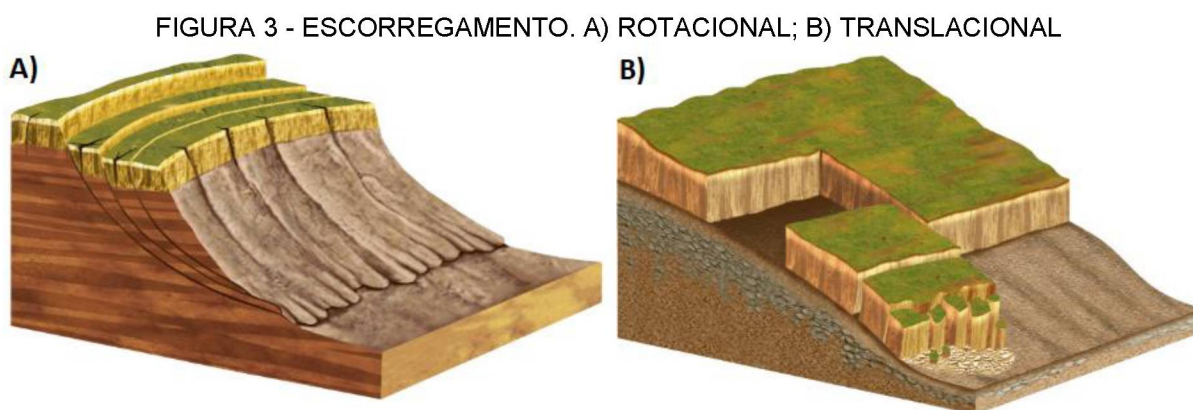 FIGURA 3 - ESCORREGAMENTO. A) ROTACIONAL; B) TRANSLACIONAL
A)
B)